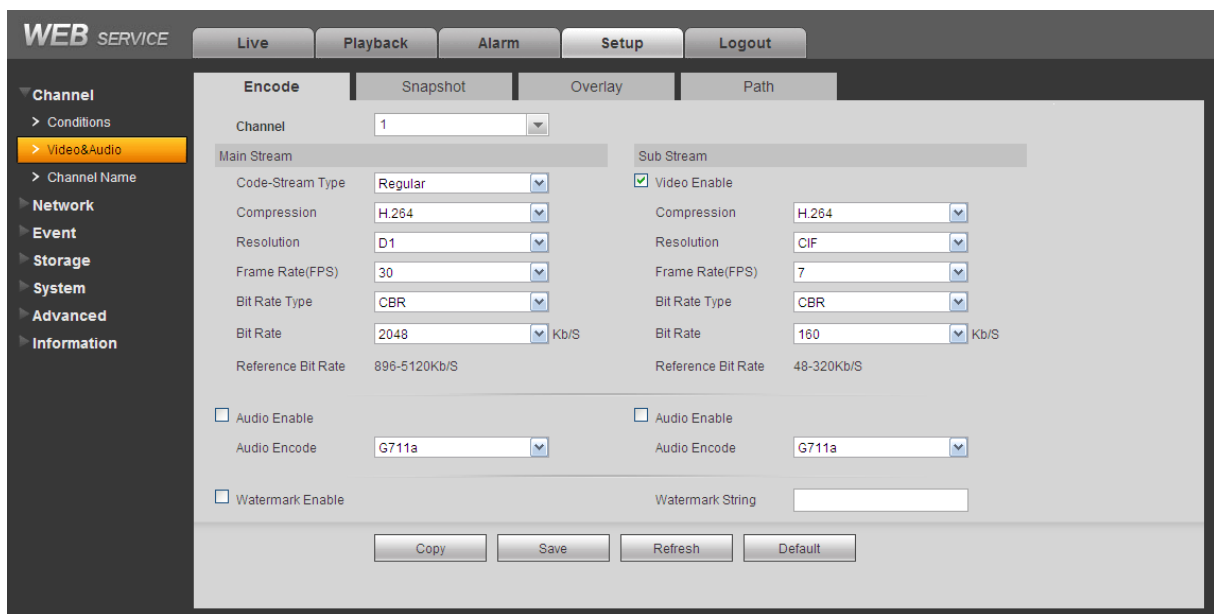 WEB SERVICE
Live Playback Alarm Setup Logout
Channel
> Conditions
> Video&Audio
> Channel Name
Network
Event
Storage
System
Advanced
Information
Encode Snapshot Overlay Path
Channel 1
Main Stream
Code-Stream Type Regular
Compression H.264
Resolution D1
Frame Rate(FPS) 30
Bit Rate Type CBR
Bit Rate 2048 Kb/S
Reference Bit Rate 896-5120Kb/S
Audio Enable
Audio Encode G711a
Watermark Enable
Sub Stream
Video Enable
Compression H.264
Resolution CIF
Frame Rate(FPS) 7
Bit Rate Type CBR
Bit Rate 160 Kb/S
Reference Bit Rate 48-320Kb/S
Audio Enable
Audio Encode G711a
Watermark String
Copy Save Refresh Default